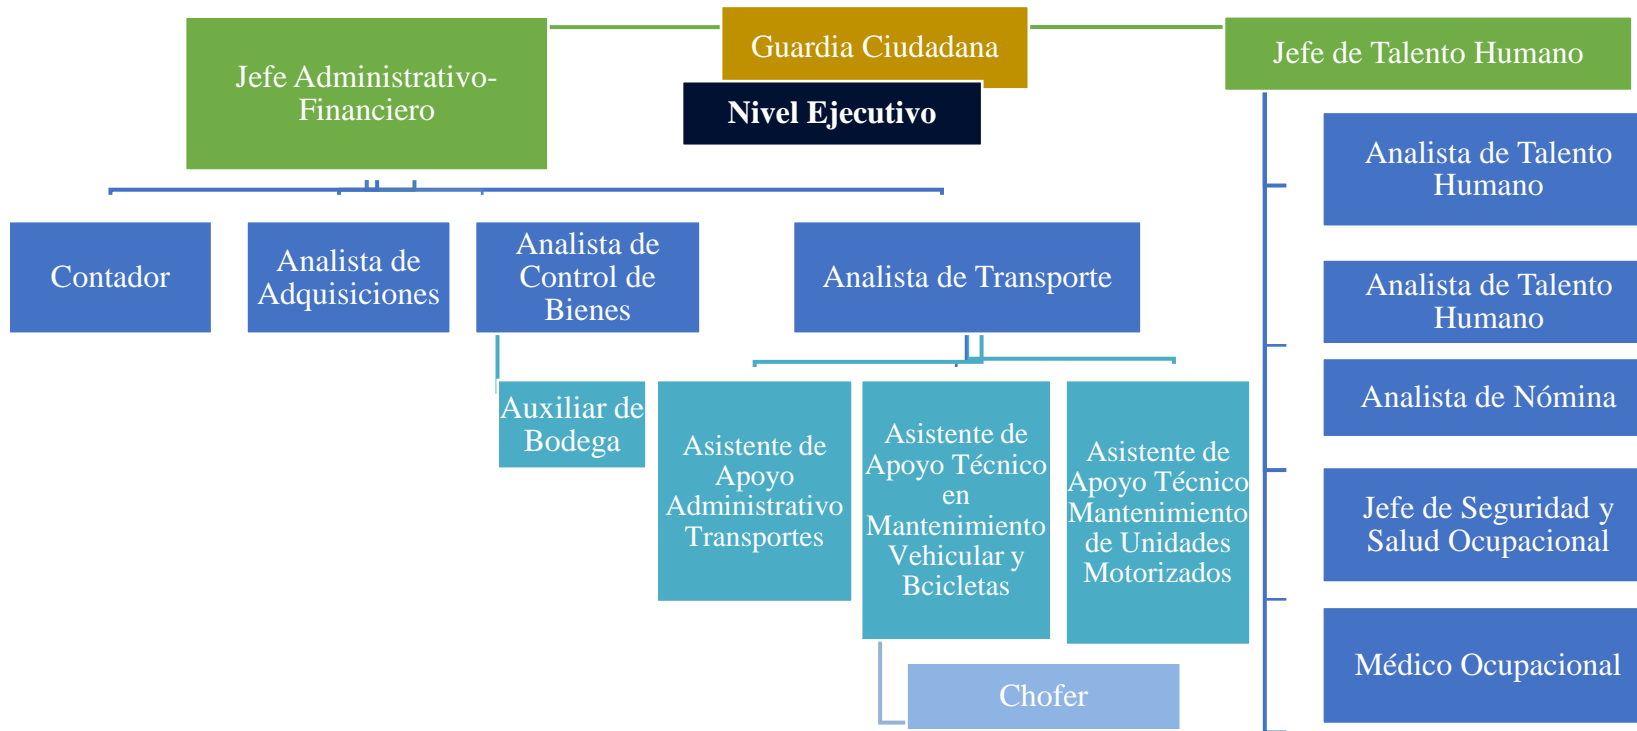 Guardia Ciudadana
Nivel Ejecutivo
Jefe Administrativo-
Financiero
Jefe de Talento Humano
Contador
Analista de
Adquisiciones
Analista de
Control de
Bienes
Analista de Transporte
Auxiliar de
Bodega
Asistente de
Apoyo
Administrativo
Transportes
Asistente de
Apoyo Técnico
en
Mantenimiento
Vehicular y
Bcicletas
Asistente de
Apoyo Técnico
Mantenimiento
de Unidades
Motorizados
Chofer
Analista de Talento
Humano
Analista de Talento
Humano
Analista de Nómina
Jefe de Seguridad y
Salud Ocupacional
Médico Ocupacional